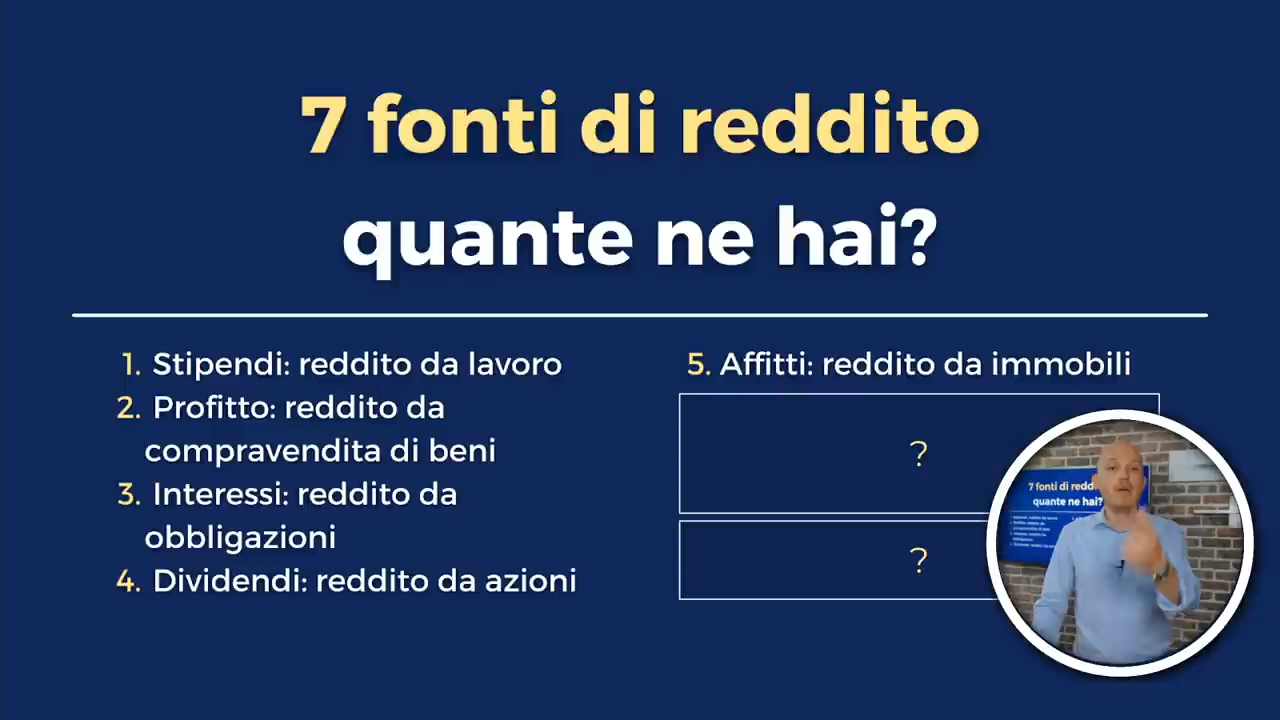 7 fonti di reddito
quante ne hai?
1. Stipendi: reddito da lavoro
2. Profitto: reddito da
compravendita di beni
3. Interessi: reddito da
obbligazioni
4. Dividendi: reddito da azioni
5. Affitti: reddito da immobili
?
?
7 fonti di
quante ne hai?